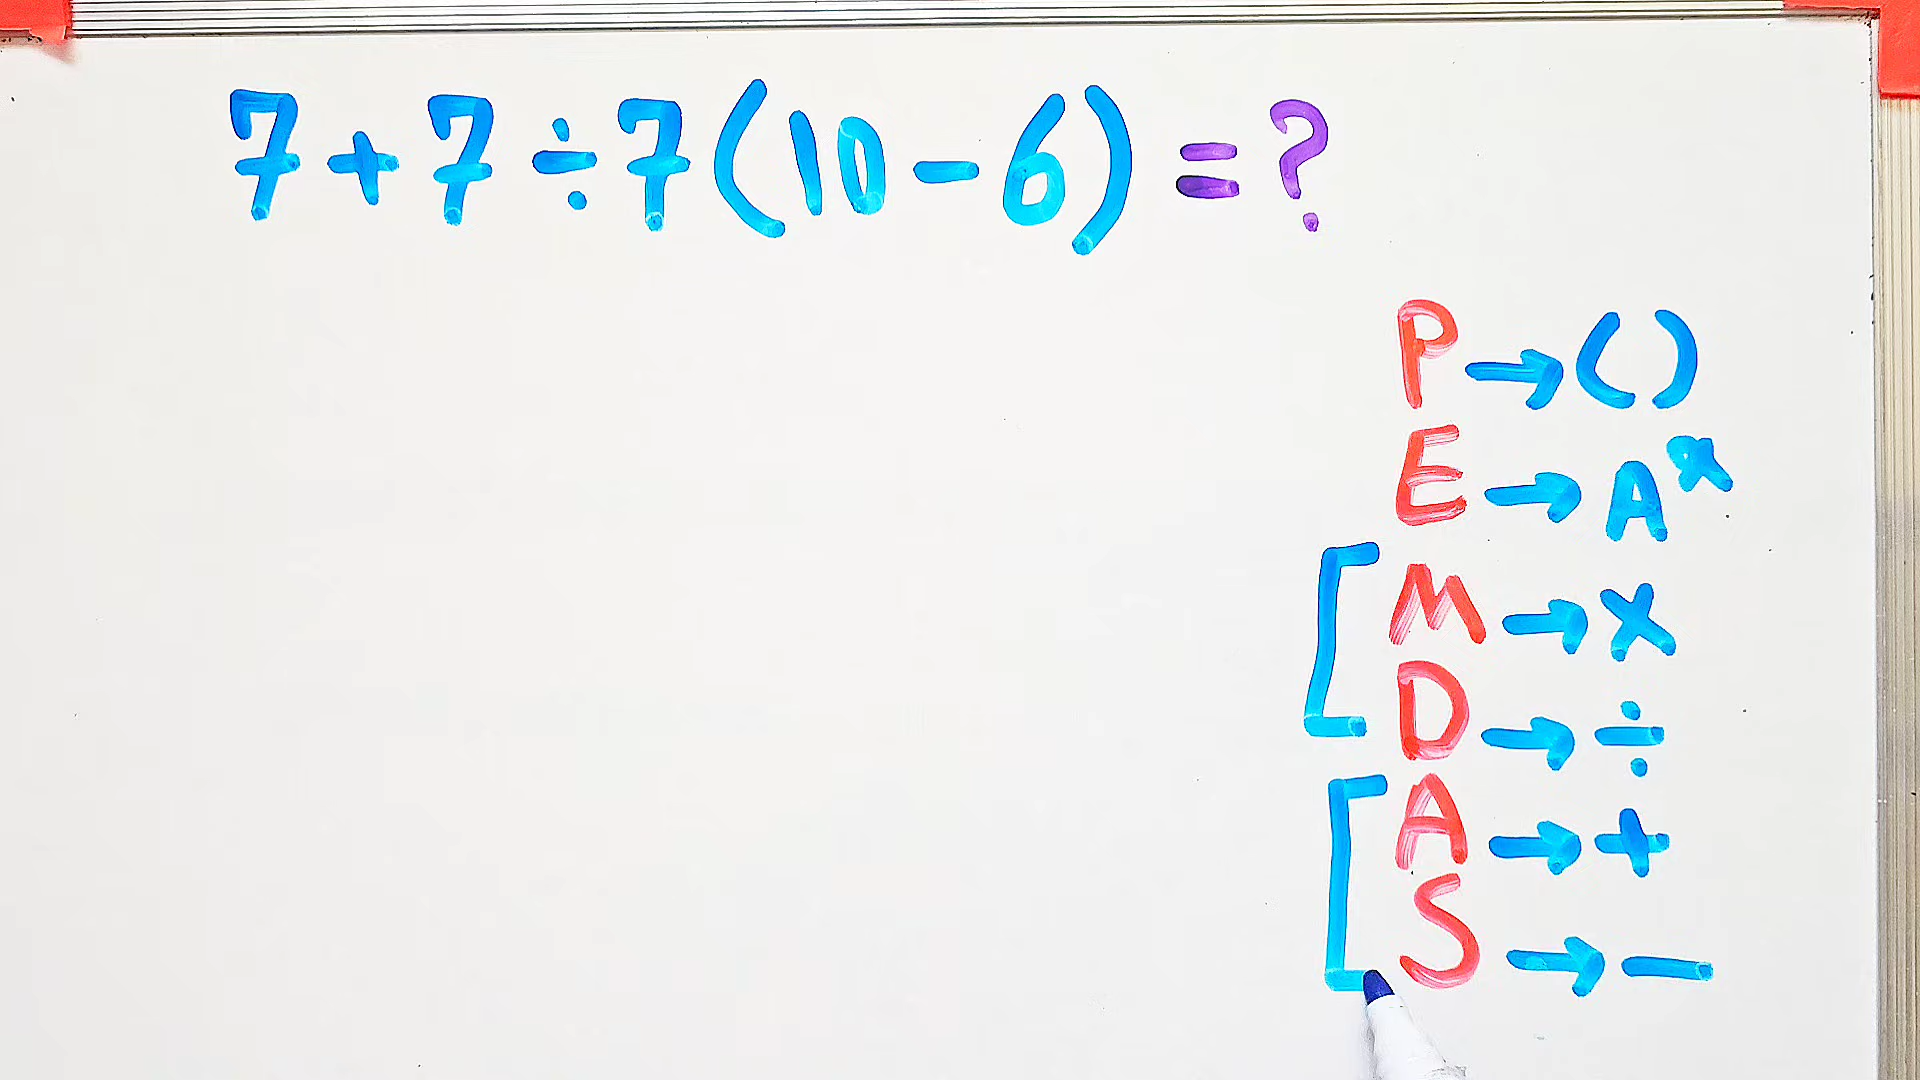 7 + 7 ÷ 7 (10 - 6) = ?
P → ( )
E → Aˣ
M → ×
D → ÷
A → +
S → −